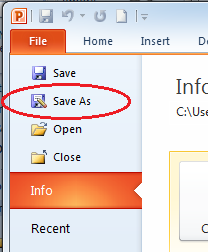 P
File Home Insert D
Save
Save As
Open
Close
Info
Recent
Info
C:\Use
C